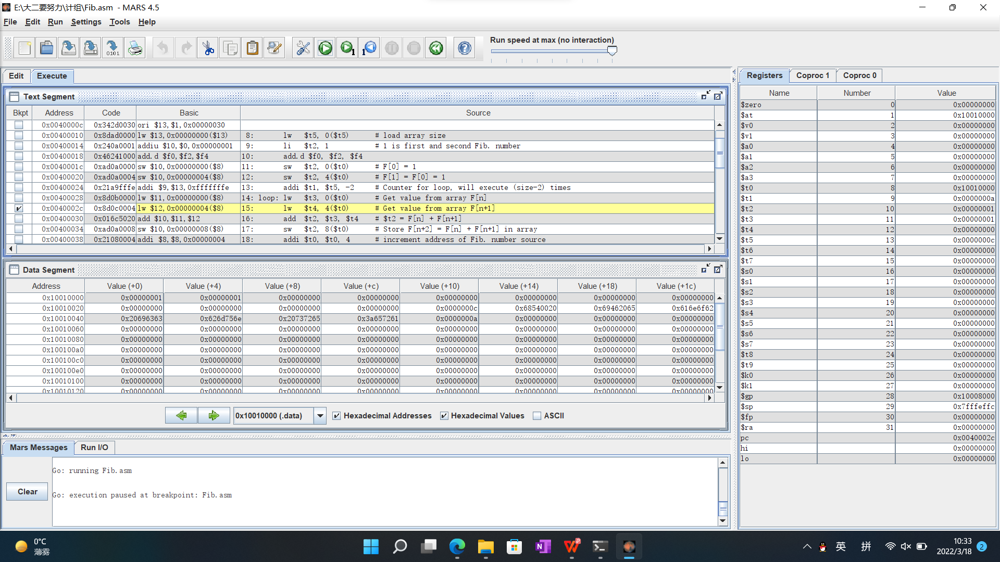 E:\大二要努力\计组\Fib.asm - MARS 4.5
File Edit Run Settings Tools Help
Run speed at max (no interaction)
Edit Execute
Text Segment
Bkpt Address Code Basic Source
0x0040000c 0x342d0030 ori $13,$1,0x00000030
0x00400010 0x8dad0000 lw $13,0x00000000($13) 8: lw $t5, 0($t5) # load array size
0x00400014 0x240a0001 addiu $10,$0,0x00000001 9: li $t2, 1 # 1 is first and second Fib. number
0x00400018 0x46241000 add.d $f0,$f2,$f4 10: add.d $f0, $f2, $f4
0x0040001c 0xad0a0000 sw $10,0x00000000($8) 11: sw $t2, 0($t0) # F[0] = 1
0x00400020 0xad0a0004 sw $10,0x00000004($8) 12: sw $t2, 4($t0) # F[1] = F[0] = 1
0x00400024 0x21a9fffe addi $9,$13,0xfffffffe 13: addi $t1, $t5, -2 # Counter for loop, will execute (size-2) times
0x00400028 0x8d0b0000 lw $11,0x00000000($8) 14: loop: lw $t3, 0($t0) # Get value from array F[n]
0x0040002c 0x8d0c0004 lw $12,0x00000004($8) 15: lw $t4, 4($t0) # Get value from array F[n+1]
0x00400030 0x016c5020 add $10,$11,$12 16: add $t2, $t3, $t4 # $t2 = F[n] + F[n+1]
0x00400034 0xad0a0008 sw $10,0x00000008($8) 17: sw $t2, 8($t0) # Store F[n+2] = F[n] + F[n+1] in array
0x00400038 0x21080004 addi $8,$8,0x00000004 18: addi $t0, $t0, 4 # increment address of Fib. number source
Data Segment
Address Value (+0) Value (+4) Value (+8) Value (+c) Value (+10) Value (+14) Value (+18) Value (+1c)
0x10010000 0x00000001 0x00000001 0x00000000 0x00000000 0x00000000 0x00000000 0x00000000 0x00000000
0x10010020 0x00000000 0x00000000 0x00000000 0x00000000 0x0000000c 0x68540020 0x69462065 0x616e6f62
0x10010040 0x20696363 0x626d756e 0x20737265 0x3a657261 0x0000000a 0x00000000 0x00000000 0x00000000
0x10010060 0x00000000 0x00000000 0x00000000 0x00000000 0x00000000 0x00000000 0x00000000 0x00000000
0x10010080 0x00000000 0x00000000 0x00000000 0x00000000 0x00000000 0x00000000 0x00000000 0x00000000
0x100100a0 0x00000000 0x00000000 0x00000000 0x00000000 0x00000000 0x00000000 0x00000000 0x00000000
0x100100c0 0x00000000 0x00000000 0x00000000 0x00000000 0x00000000 0x00000000 0x00000000 0x00000000
0x100100e0 0x00000000 0x00000000 0x00000000 0x00000000 0x00000000 0x00000000 0x00000000 0x00000000
0x10010100 0x00000000 0x00000000 0x00000000 0x00000000 0x00000000 0x00000000 0x00000000 0x00000000
0x10010120 0x00000000 0x00000000 0x00000000 0x00000000 0x00000000 0x00000000 0x00000000 0x00000000
0x10010000 (.data) Hexadecimal Addresses Hexadecimal Values ASCII
Mars Messages Run I/O
Clear
Go: running Fib.asm
Go: execution paused at breakpoint: Fib.asm
Registers Coproc 1 Coproc 0
Name Number Value
$zero 0 0x00000000
$at 1 0x10010000
$v0 2 0x00000000
$v1 3 0x00000000
$a0 4 0x00000000
$a1 5 0x00000000
$a2 6 0x00000000
$a3 7 0x00000000
$t0 8 0x10010000
$t1 9 0x0000000a
$t2 10 0x00000001
$t3 11 0x00000001
$t4 12 0x00000000
$t5 13 0x0000000c
$t6 14 0x00000000
$t7 15 0x00000000
$s0 16 0x00000000
$s1 17 0x00000000
$s2 18 0x00000000
$s3 19 0x00000000
$s4 20 0x00000000
$s5 21 0x00000000
$s6 22 0x00000000
$s7 23 0x00000000
$t8 24 0x00000000
$t9 25 0x00000000
$k0 26 0x00000000
$k1 27 0x00000000
$gp 28 0x10008000
$sp 29 0x7fffeffc
$fp 30 0x00000000
$ra 31 0x00000000
pc 0x0040002c
hi 0x00000000
lo 0x00000000
0°C
薄雾
英 拼
10:33
2022/3/18
2